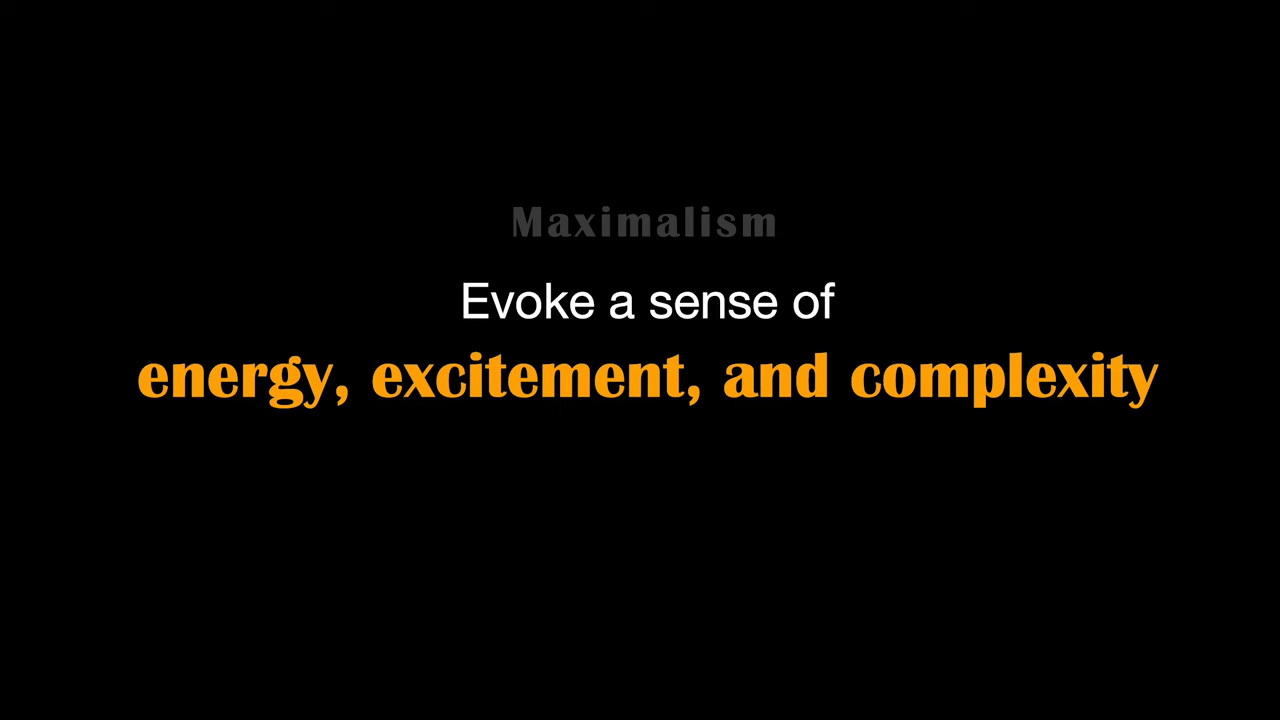 Maximalism
Evoke a sense of
energy, excitement, and complexity